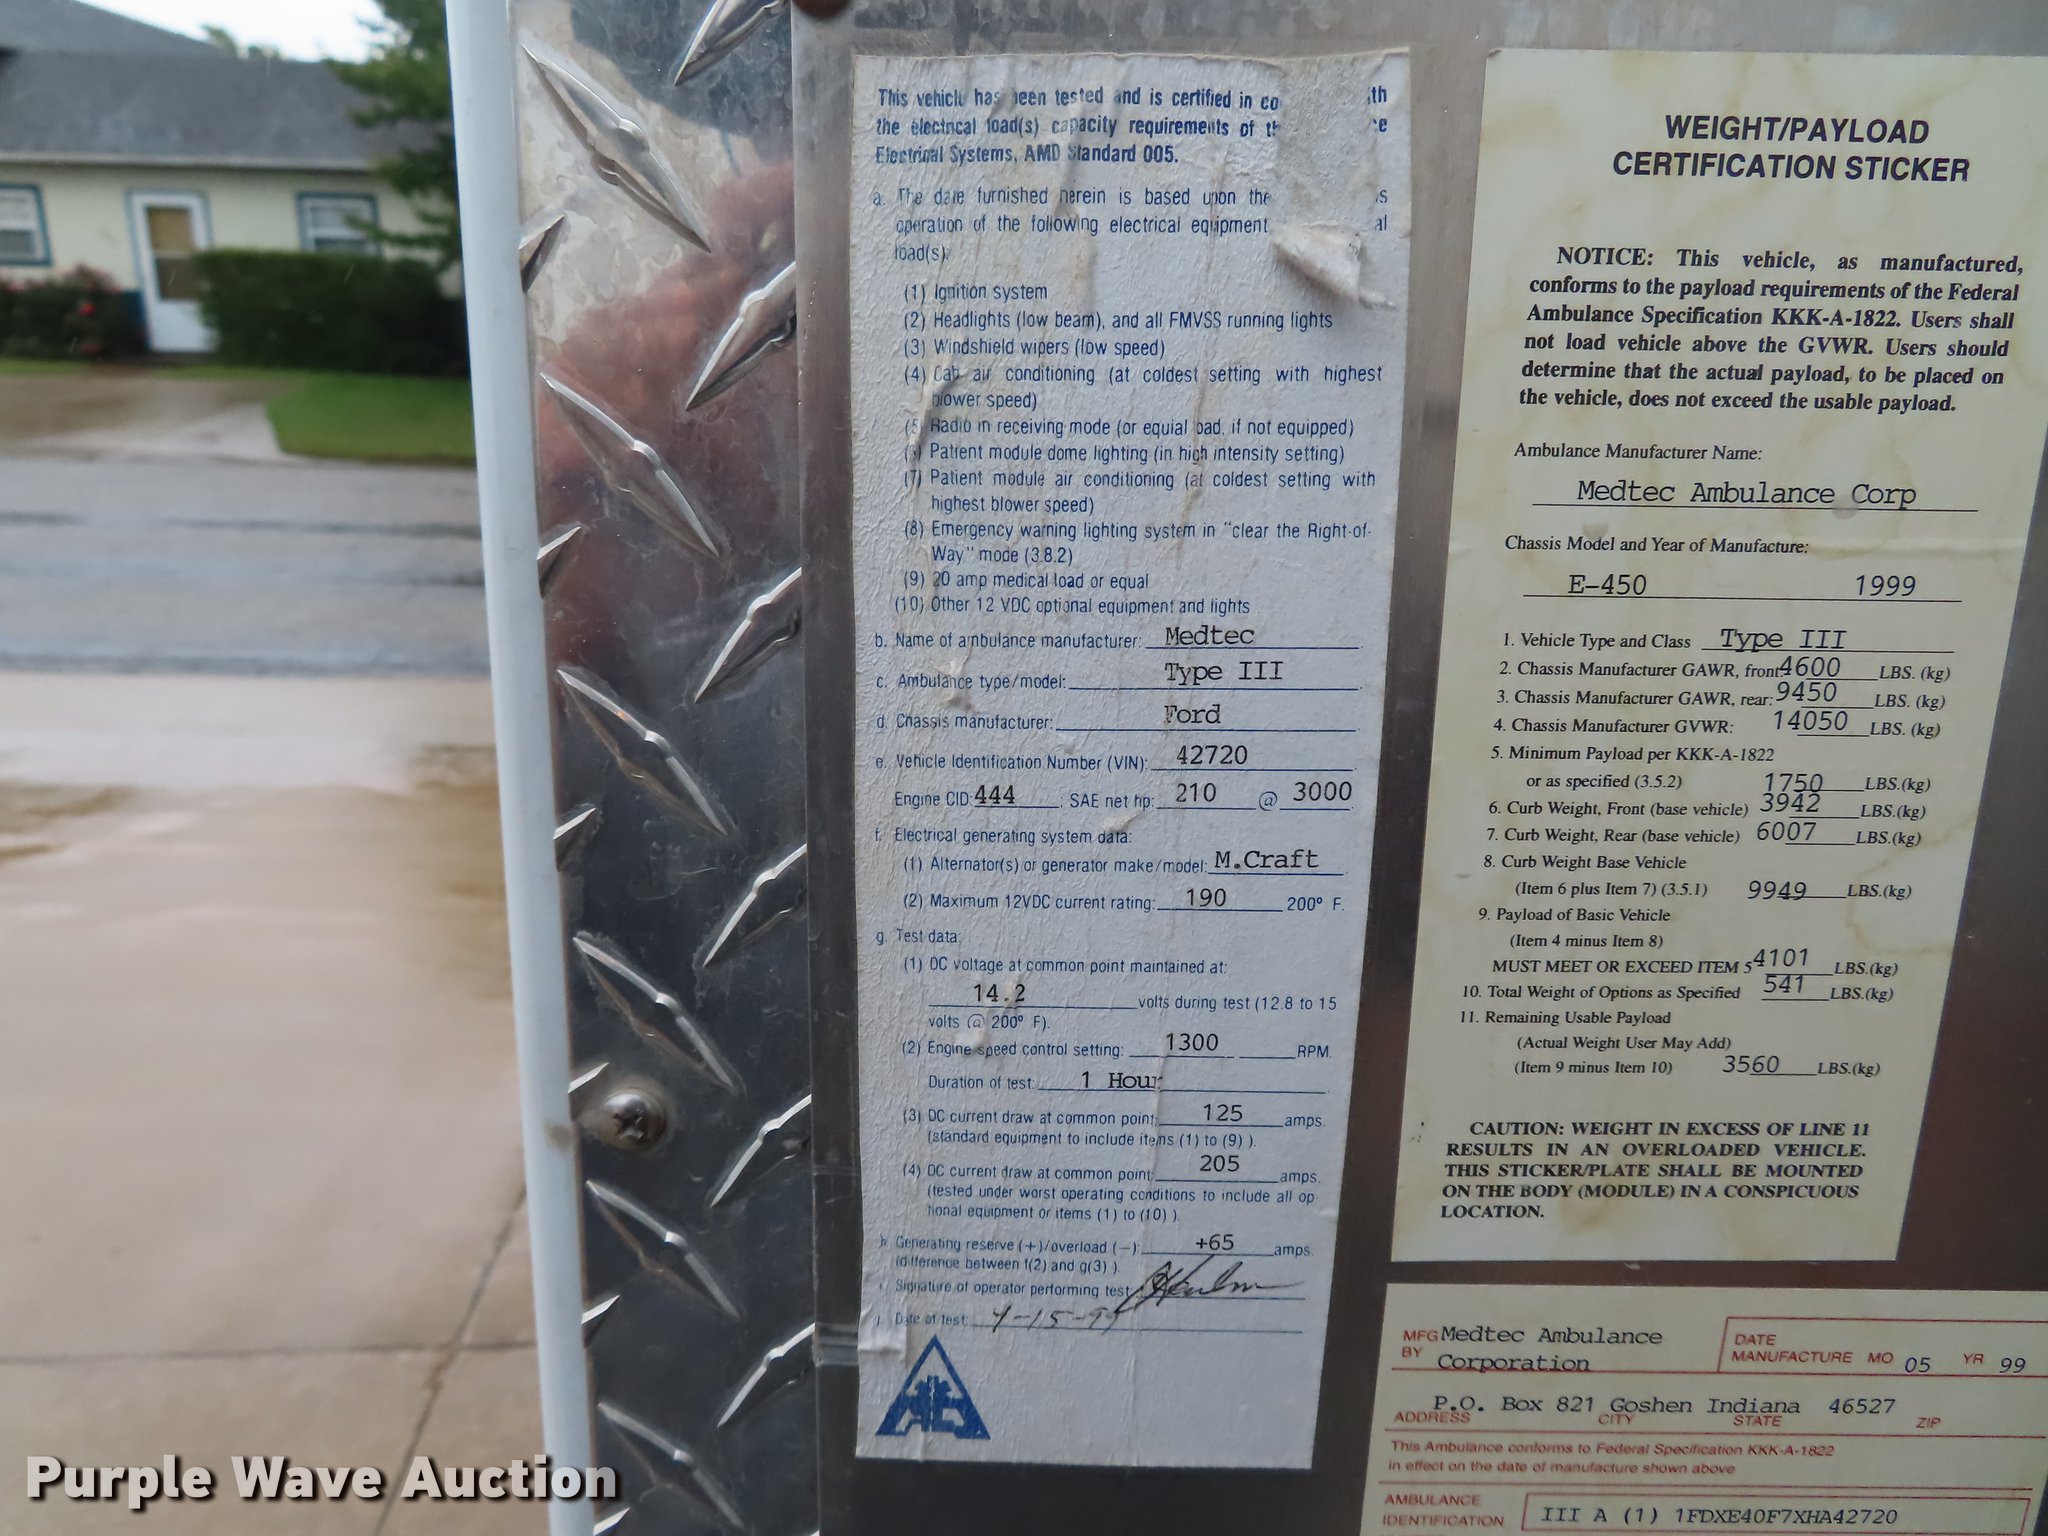 This vehicle has been tested and is certified in co th
the electrical load(s) capacity requirements of th ce
Electrical Systems, AMD Standard 005.
a. The date furnished herein is based upon the is
operation of the following electrical equipment al
load(s).
(1) Ignition system
(2) Headlights (low beam), and all FMVSS running lights
(3) Windshield wipers (low speed)
(4) Cab air conditioning (at coldest setting with highest
blower speed)
(5) Radio in receiving mode (or equial oad, if not equipped)
(6) Patient module dome lighting (in high intensity setting)
(7) Patient module air conditioning (at coldest setting with
highest blower speed)
(8) Emergency warning lighting system in "clear the Right-of-
Way" mode (3.8.2)
(9) 20 amp medical load or equal
(10) Other 12 VDC optional equipment and lights
b. Name of ambulance manufacturer: Medtec
c. Ambulance type/model: Type III
d. Chassis manufacturer: Ford
e. Vehicle Identification Number (VIN): 42720
Engine CID: 444 ; SAE net hp: 210 @ 3000
f. Electrical generating system data:
(1) Alternator(s) or generator make/model: M.Craft
(2) Maximum 12VDC current rating: 190 200° F.
g. Test data:
(1) DC voltage at common point maintained at:
14.2 volts during test (12.8 to 15
volts @ 200° F).
(2) Engine speed control setting: 1300 RPM.
Duration of test: 1 Hour
(3) DC current draw at common point: 125 amps.
(standard equipment to include items (1) to (9) ).
(4) DC current draw at common point: 205 amps.
(tested under worst operating conditions to include all op-
tional equipment or items (1) to (10) ).
h. Generating reserve (+)/overload (−): +65 amps.
(difference between f(2) and g(3) )
i. Signature of operator performing test:
j. Date of test: 4-15-99
WEIGHT/PAYLOAD
CERTIFICATION STICKER
NOTICE: This vehicle, as manufactured,
conforms to the payload requirements of the Federal
Ambulance Specification KKK-A-1822. Users shall
not load vehicle above the GVWR. Users should
determine that the actual payload, to be placed on
the vehicle, does not exceed the usable payload.
Ambulance Manufacturer Name:
Medtec Ambulance Corp
Chassis Model and Year of Manufacture:
E-450 1999
1. Vehicle Type and Class Type III
2. Chassis Manufacturer GAWR, front: 4600 LBS. (kg)
3. Chassis Manufacturer GAWR, rear: 9450 LBS. (kg)
4. Chassis Manufacturer GVWR: 14050 LBS. (kg)
5. Minimum Payload per KKK-A-1822
or as specified (3.5.2) 1750 LBS.(kg)
6. Curb Weight, Front (base vehicle) 3942 LBS.(kg)
7. Curb Weight, Rear (base vehicle) 6007 LBS.(kg)
8. Curb Weight Base Vehicle
(Item 6 plus Item 7) (3.5.1) 9949 LBS.(kg)
9. Payload of Basic Vehicle
(Item 4 minus Item 8)
MUST MEET OR EXCEED ITEM 5 4101 LBS.(kg)
10. Total Weight of Options as Specified 541 LBS.(kg)
11. Remaining Usable Payload
(Actual Weight User May Add)
(Item 9 minus Item 10) 3560 LBS.(kg)
CAUTION: WEIGHT IN EXCESS OF LINE 11
RESULTS IN AN OVERLOADED VEHICLE.
THIS STICKER/PLATE SHALL BE MOUNTED
ON THE BODY (MODULE) IN A CONSPICUOUS
LOCATION.
MFG BY Medtec Ambulance
Corporation
DATE
MANUFACTURE MO 05 YR 99
P.O. Box 821 Goshen Indiana 46527
ADDRESS CITY STATE ZIP
This Ambulance conforms to Federal Specification KKK-A-1822
in effect on the date of manufacture shown above
AMBULANCE
IDENTIFICATION III A (1) 1FDXE40F7XHA42720
Purple Wave Auction